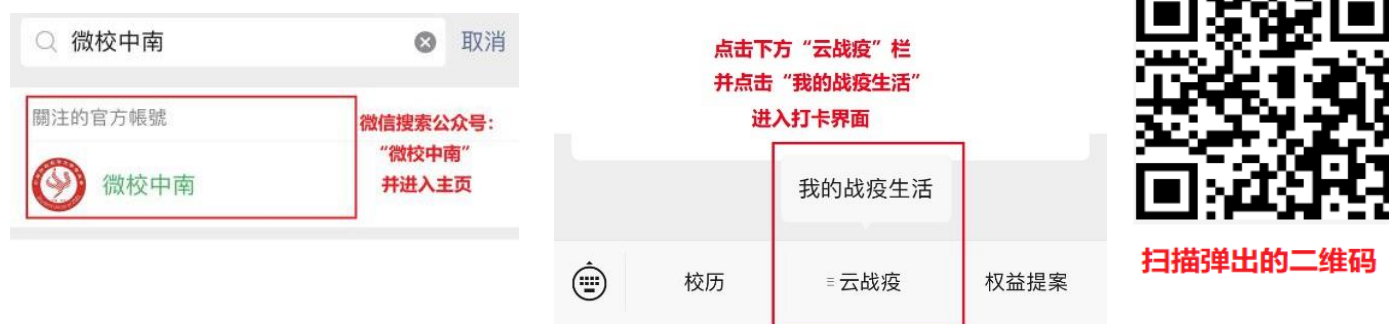 微校中南
取消
關注的官方帳號
微校中南
微信搜索公众号：
“微校中南”
并进入主页
点击下方“云战疫”栏
并点击“我的战疫生活”
进入打卡界面
我的战疫生活
校历
云战疫
权益提案
扫描弹出的二维码